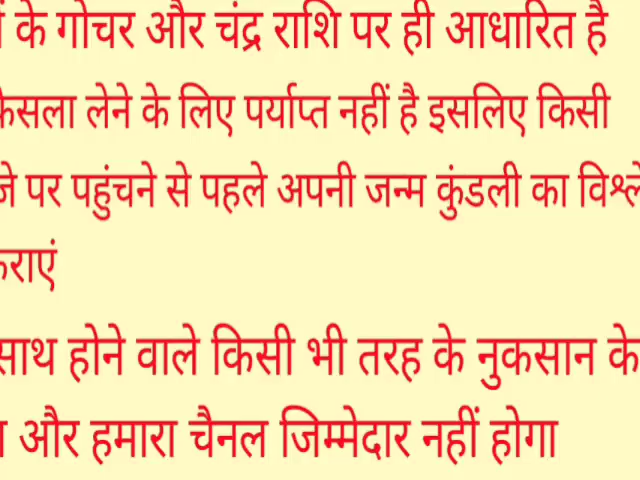 के गोचर और चंद्र राशि पर ही आधारित है
फैसला लेने के लिए पर्याप्त नहीं है इसलिए किसी
पर पहुंचने से पहले अपनी जन्म कुंडली का
कराएं
साथ होने वाले किसी भी तरह के नुकसान के
और हमारा चैनल जिम्मेदार नहीं होगा